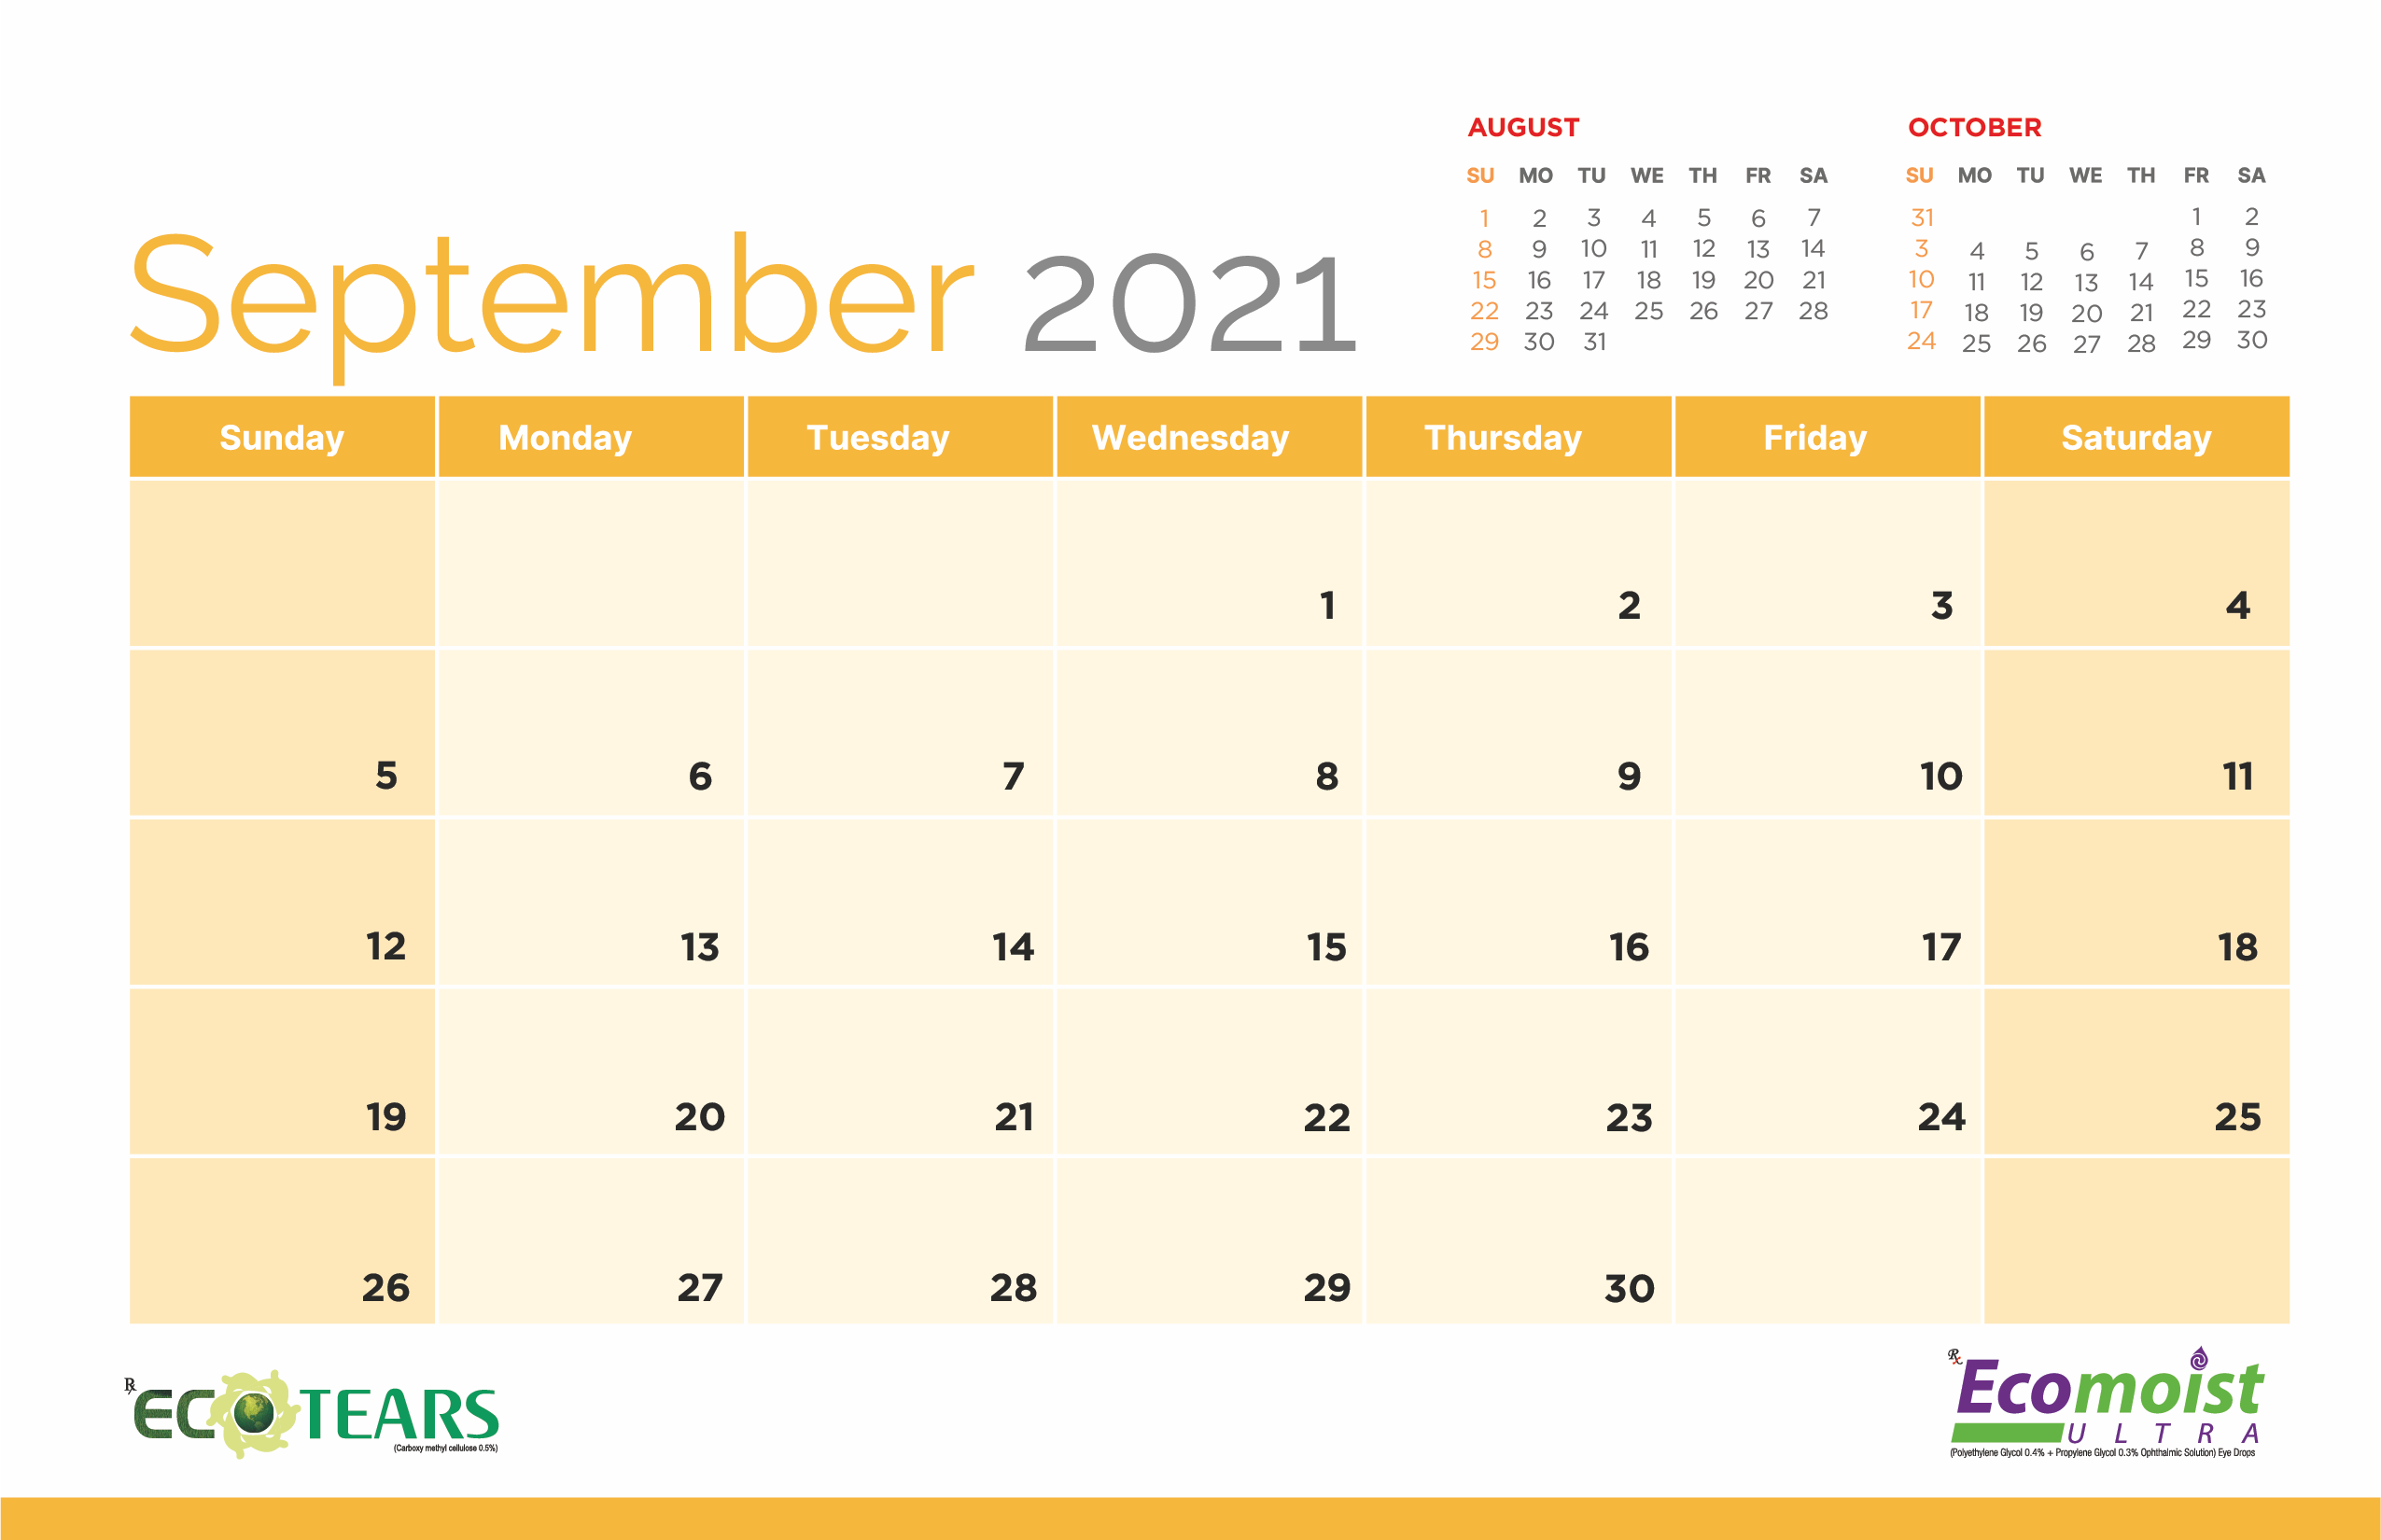 AUGUST
SU MO TU WE TH FR SA
1 2 3 4 5 6 7
8 9 10 11 12 13 14
15 16 17 18 19 20 21
22 23 24 25 26 27 28
29 30 31
OCTOBER
SU MO TU WE TH FR SA
31 1 2
3 4 5 6 7 8 9
10 11 12 13 14 15 16
17 18 19 20 21 22 23
24 25 26 27 28 29 30
September 2021
Sunday Monday Tuesday Wednesday Thursday Friday Saturday
1 2 3 4
5 6 7 8 9 10 11
12 13 14 15 16 17 18
19 20 21 22 23 24 25
26 27 28 29 30
℞ ECOTEARS
(Carboxy methyl cellulose 0.5%)
℞ Ecomoist
ULTRA
(Polyethylene Glycol 0.4% + Propylene Glycol 0.3% Ophthalmic Solution) Eye Drops